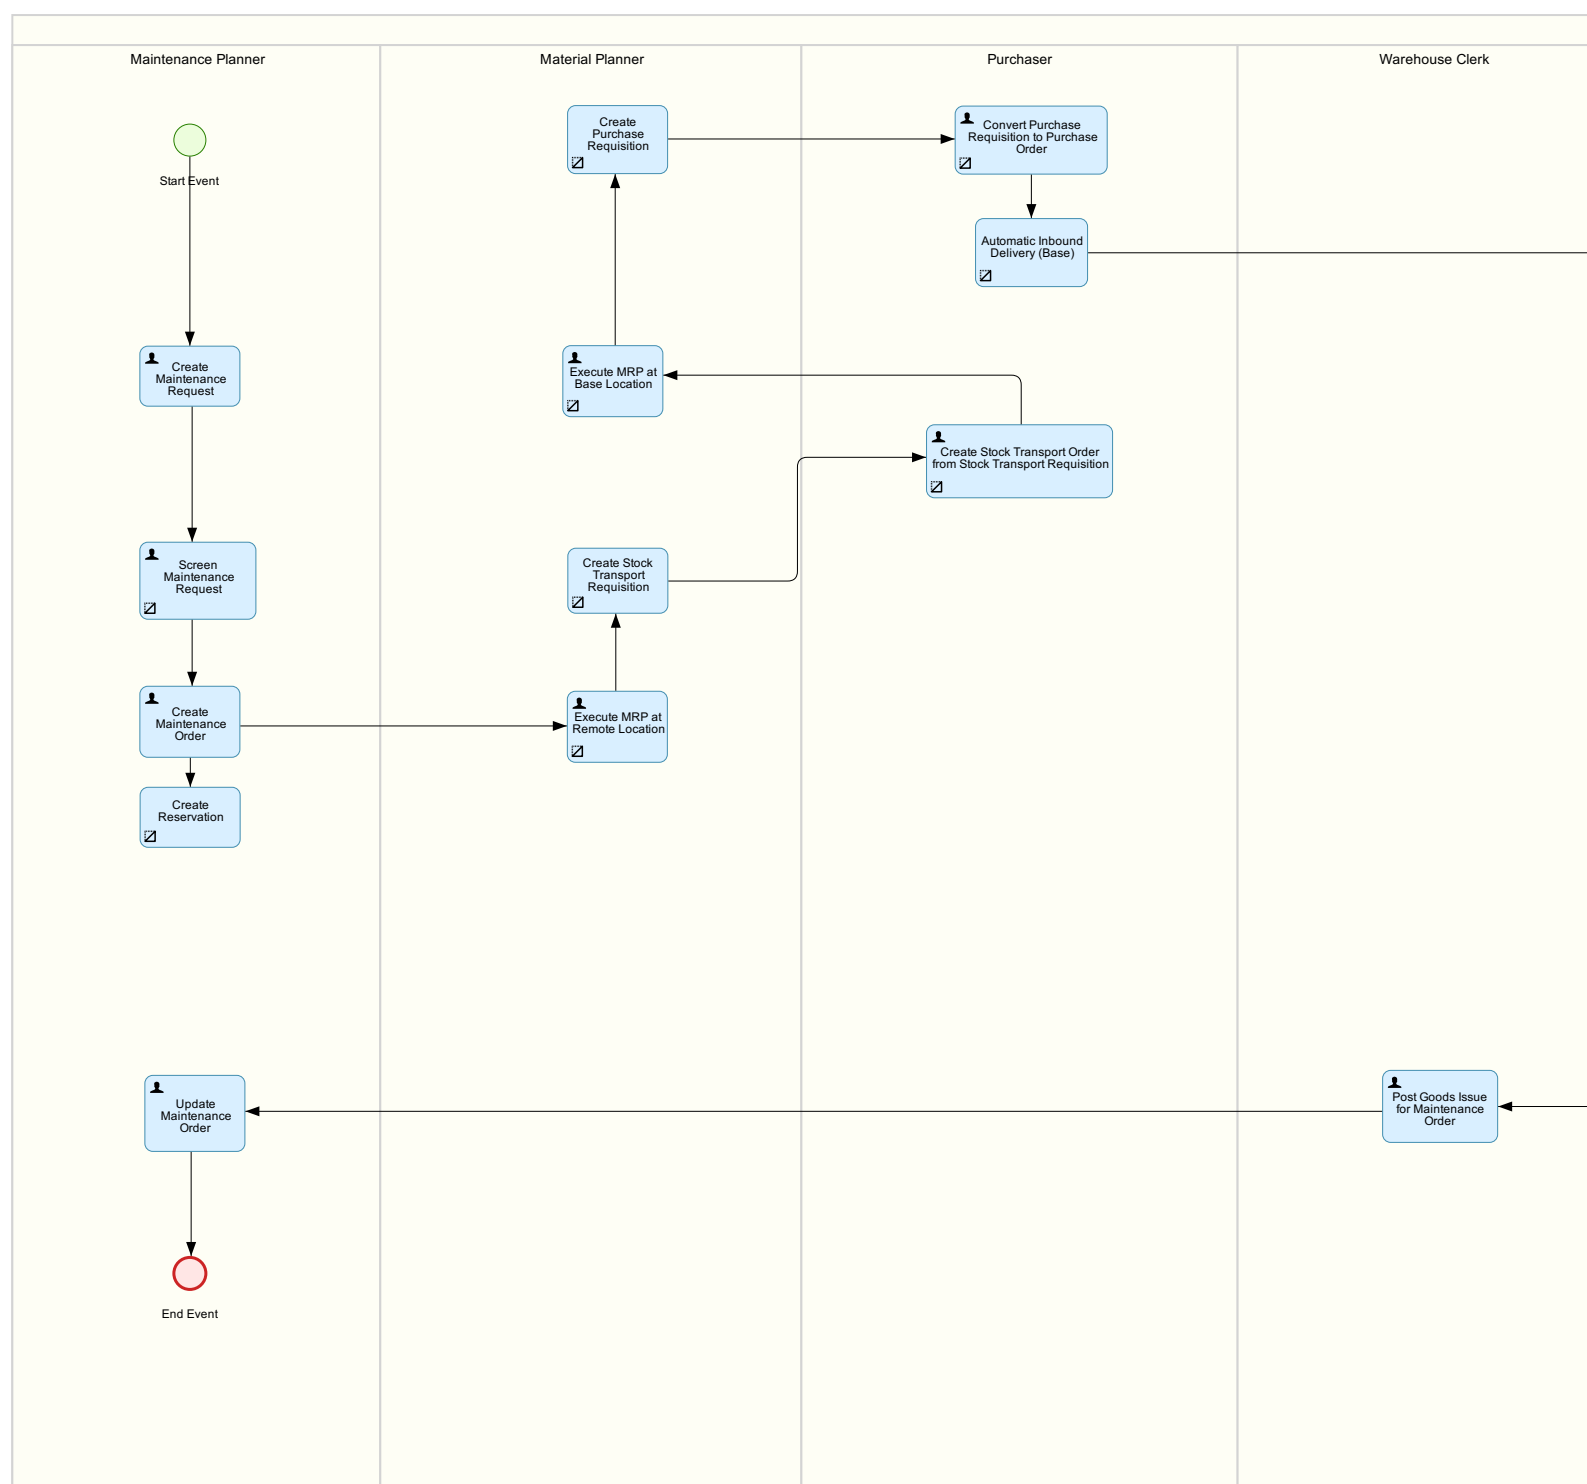 Maintenance Planner
Material Planner
Purchaser
Warehouse Clerk
Start Event
Create
Maintenance
Request
Screen
Maintenance
Request
Create
Maintenance
Order
Create
Reservation
Update
Maintenance
Order
End Event
Create
Purchase
Requisition
Execute MRP at
Base Location
Create Stock
Transport
Requisition
Execute MRP at
Remote Location
Convert Purchase
Requisition to Purchase
Order
Automatic Inbound
Delivery (Base)
Create Stock Transport Order
from Stock Transport Requisition
Post Goods Issue
for Maintenance
Order